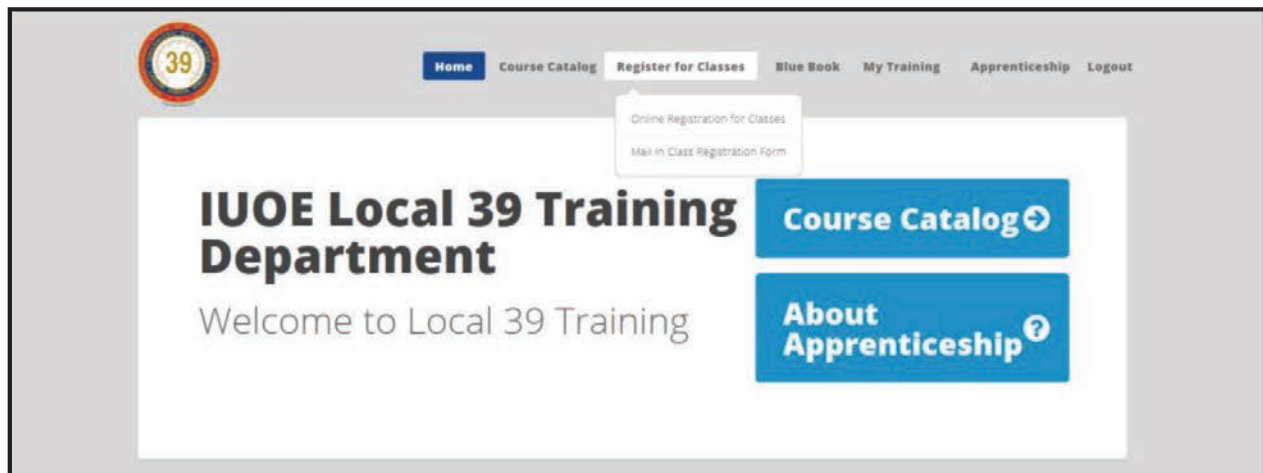 39
Home Course Catalog Register for Classes Blue Book My Training Apprenticeship Logout
Online Registration for Classes
Mail in Class Registration Form
IUOE Local 39 Training
Department
Welcome to Local 39 Training
Course Catalog
About
Apprenticeship